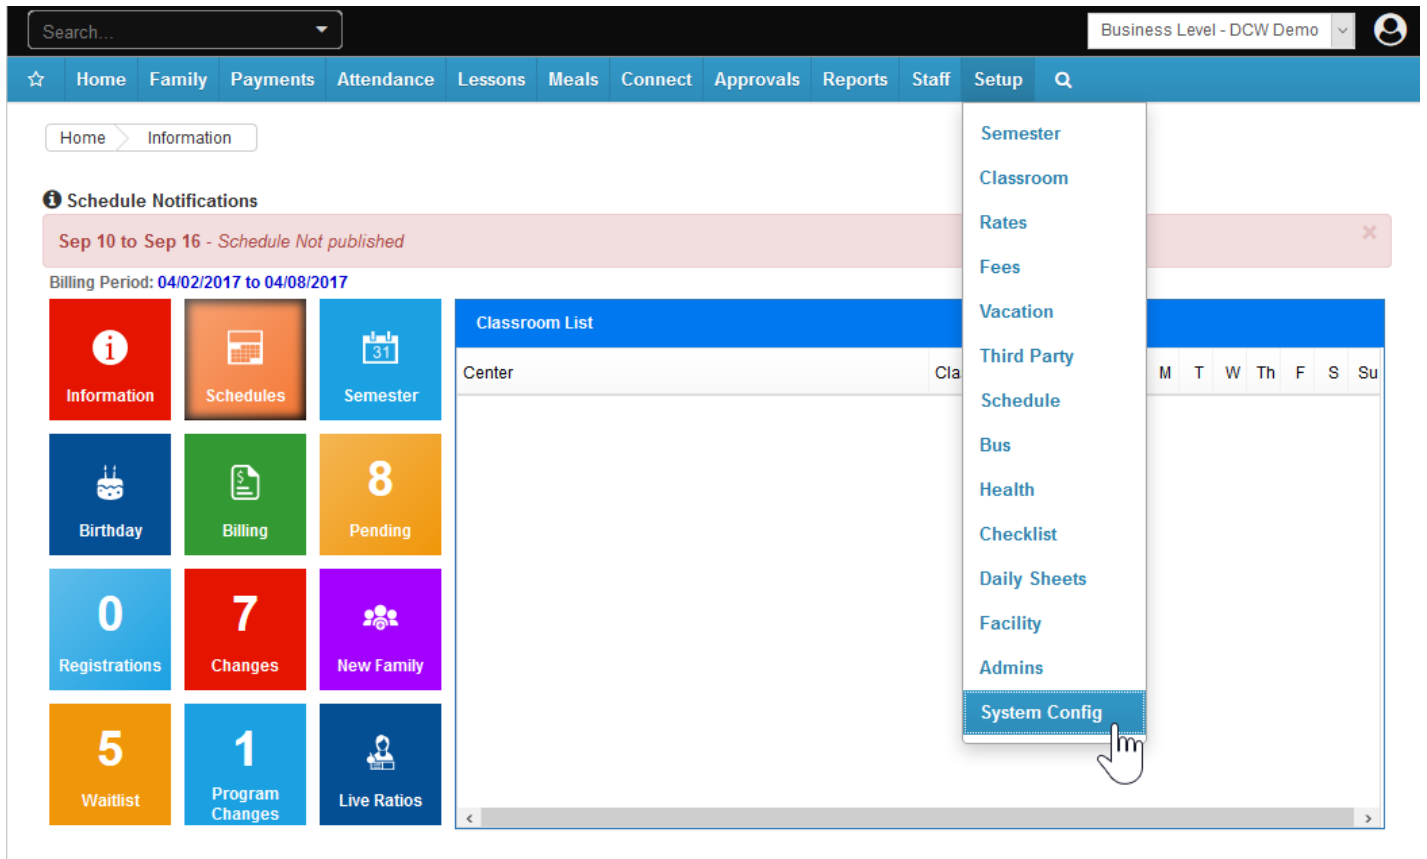 Search...
Business Level - DCW Demo
Home Family Payments Attendance Lessons Meals Connect Approvals Reports Staff Setup
Home Information
Schedule Notifications
Sep 10 to Sep 16 - Schedule Not published
Billing Period: 04/02/2017 to 04/08/2017
Information
Schedules
31
Semester
Birthday
Billing
8
Pending
0
Registrations
7
Changes
New Family
5
Waitlist
1
Program
Changes
Live Ratios
Classroom List
Center Cla M T W Th F S Su
Semester
Classroom
Rates
Fees
Vacation
Third Party
Schedule
Bus
Health
Checklist
Daily Sheets
Facility
Admins
System Config